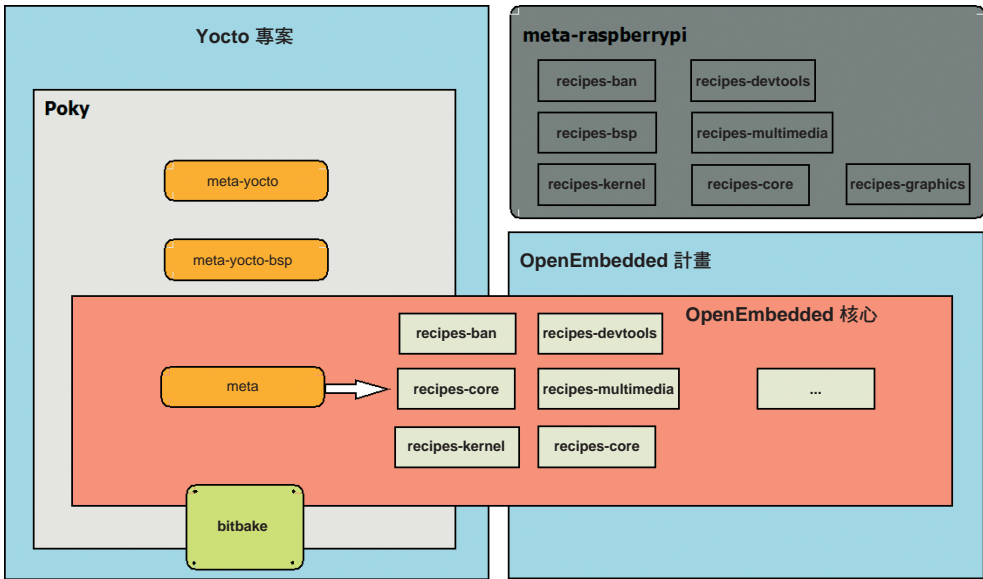 Yocto 專案
Poky
meta-yocto
meta-yocto-bsp
meta-raspberrypi
recipes-ban
recipes-devtools
recipes-bsp
recipes-multimedia
recipes-kernel
recipes-core
recipes-graphics
OpenEmbedded 計畫
OpenEmbedded 核心
recipes-ban
recipes-devtools
meta
recipes-core
recipes-multimedia
...
recipes-kernel
recipes-core
bitbake